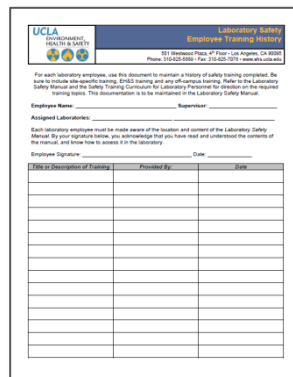 UCLA
ENVIRONMENT,
HEALTH & SAFETY
Laboratory Safety
Employee Training History
501 Westwood Plaza, 4th Floor • Los Angeles, CA 90095
Phone: 310-825-5689 • Fax: 310-825-7076 • www.ehs.ucla.edu
For each laboratory employee, use this document to maintain a history of safety training completed. Be
sure to include site-specific training, EH&S training and any off-campus training. Refer to the Laboratory
Safety Manual and the Safety Training Curriculum for Laboratory Personnel for direction on the required
training topics. This documentation is to be maintained in the Laboratory Safety Manual.
Employee Name: Supervisor:
Assigned Laboratories:
Each laboratory employee must be made aware of the location and content of the Laboratory Safety
Manual. By your signature below, you acknowledge that you have read and understood the contents of
the manual, and know how to access it in the laboratory.
Employee Signature: Date:
Title or Description of Training Provided By: Date